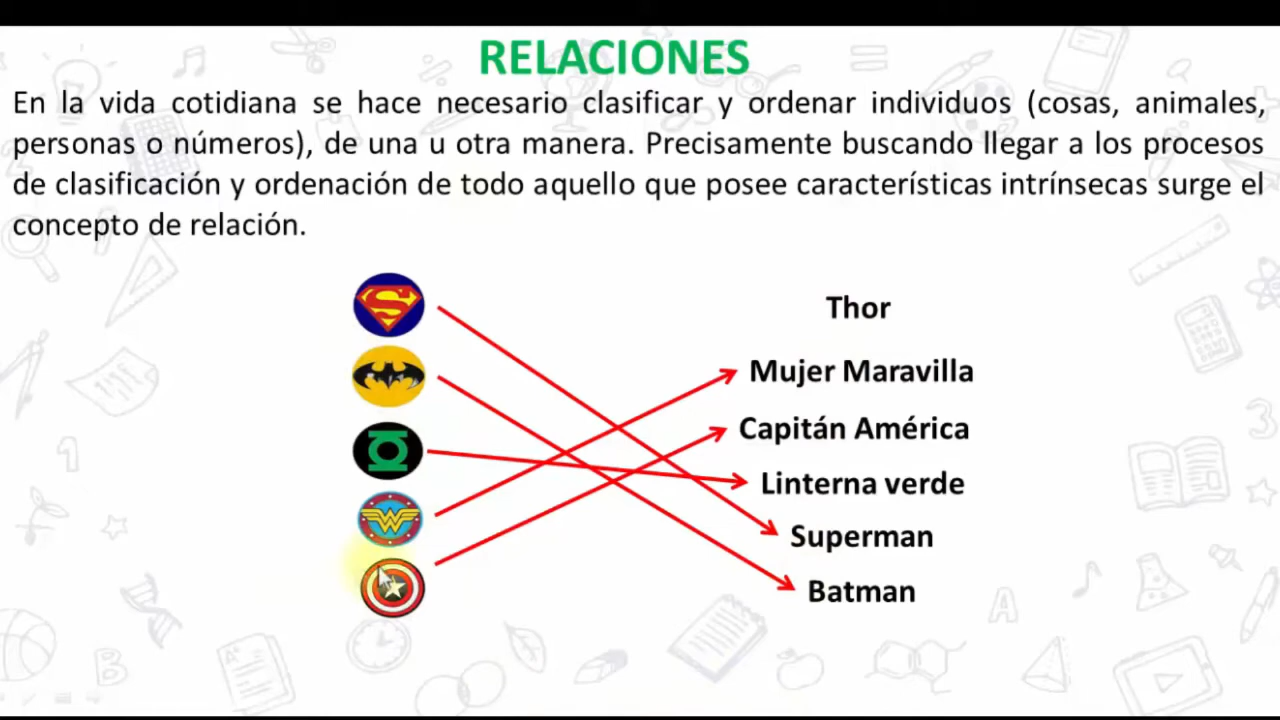 RELACIONES
En la vida cotidiana se hace necesario clasificar y ordenar individuos (cosas, animales,
personas o números), de una u otra manera. Precisamente buscando llegar a los procesos
de clasificación y ordenación de todo aquello que posee características intrínsecas surge el
concepto de relación.
Thor
Mujer Maravilla
Capitán América
Linterna verde
Superman
Batman